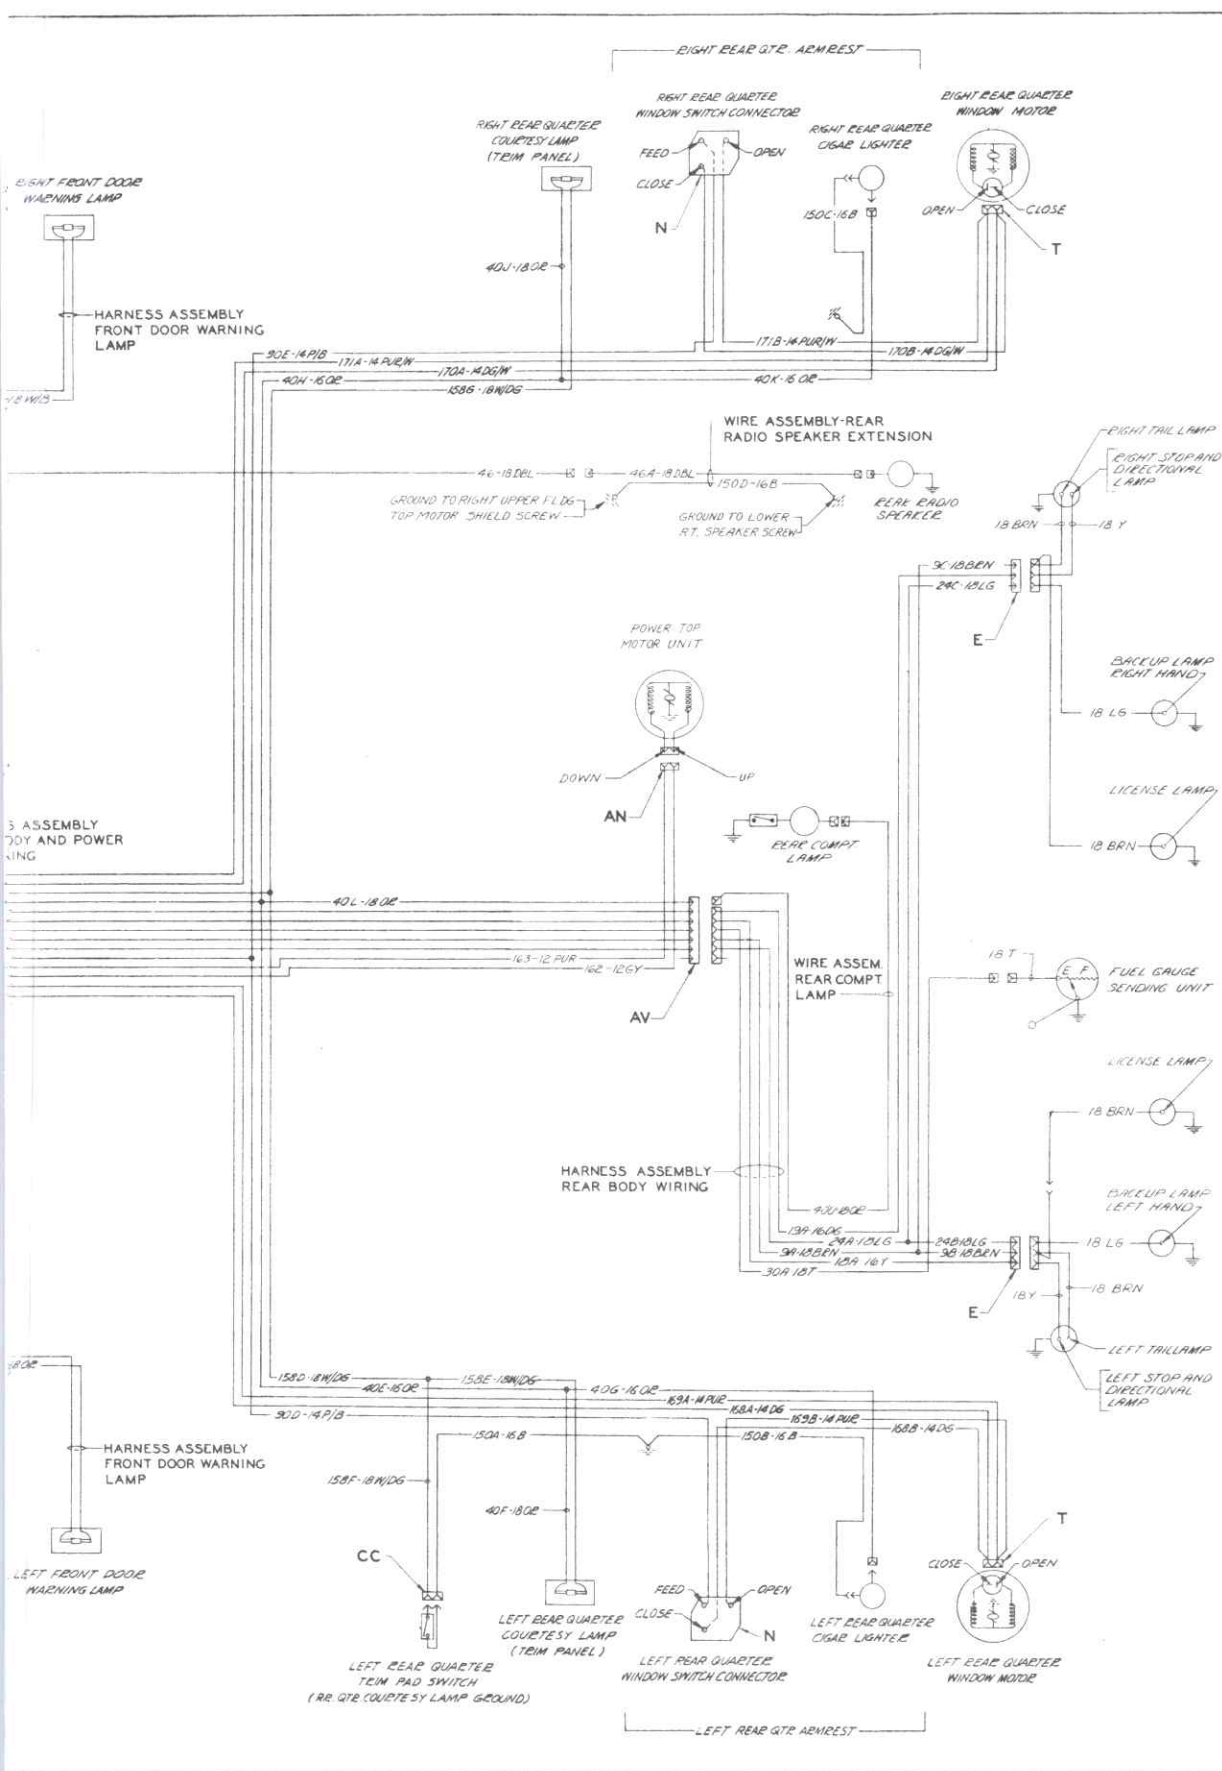 RIGHT REAR QTR. ARMREST
RIGHT REAR QUARTER
WINDOW SWITCH CONNECTOR
RIGHT REAR QUARTER
WINDOW MOTOR
RIGHT REAR QUARTER
COURTESY LAMP
(TRIM PANEL)
RIGHT REAR QUARTER
CIGAR LIGHTER
FEED
OPEN
CLOSE
N
150C-16B
OPEN
CLOSE
T
RIGHT FRONT DOOR
WARNING LAMP
40J-18OR
HARNESS ASSEMBLY
FRONT DOOR WARNING
LAMP
90E-14P/B
171A-14PUR/W
170A-14DG/W
40H-16OR
158G-18W/DG
171B-14PUR/W
170B-14DG/W
40K-16OR
8W/B
WIRE ASSEMBLY-REAR
RADIO SPEAKER EXTENSION
46-18DBL
46A-18DBL
150D-16B
GROUND TO RIGHT UPPER FLDG
TOP MOTOR SHIELD SCREW
GROUND TO LOWER
RT. SPEAKER SCREW
REAR RADIO
SPEAKER
RIGHT TAIL LAMP
RIGHT STOP AND
DIRECTIONAL
LAMP
18 BRN
18 Y
9C-18BRN
24C-18LG
E
POWER TOP
MOTOR UNIT
DOWN
UP
AN
BACKUP LAMP
RIGHT HAND
18 LG
LICENSE LAMP
18 BRN
S ASSEMBLY
ODY AND POWER
ING
REAR COMPT
LAMP
40L-18OR
163-12PUR
162-12GY
AV
WIRE ASSEM.
REAR COMPT.
LAMP
18T
E F
FUEL GAUGE
SENDING UNIT
LICENSE LAMP
18 BRN
HARNESS ASSEMBLY
REAR BODY WIRING
BACKUP LAMP
LEFT HAND
18 LG
40U-18OR
19A-16DG
24A-18LG
24B18LG
9A-18BRN
9B-18BRN
18A-16Y
30A-18T
E
18Y
18 BRN
LEFT TAILLAMP
LEFT STOP AND
DIRECTIONAL
LAMP
8OR
158D-18W/DG
158E-18W/DG
40E-16OR
40G-16OR
169A-14PUR
168A-14DG
169B-14PUR
168B-14DG
90D-14P/B
150A-16B
150B-16B
HARNESS ASSEMBLY
FRONT DOOR WARNING
LAMP
158F-18W/DG
40F-18OR
CC
T
LEFT FRONT DOOR
WARNING LAMP
CLOSE
OPEN
FEED
OPEN
CLOSE
N
LEFT REAR QUARTER
COURTESY LAMP
(TRIM PANEL)
LEFT REAR QUARTER
CIGAR LIGHTER
LEFT REAR QUARTER
TRIM PAD SWITCH
(RR. QTR COURTESY LAMP GROUND)
LEFT REAR QUARTER
WINDOW SWITCH CONNECTOR
LEFT REAR QUARTER
WINDOW MOTOR
LEFT REAR QTR ARMREST